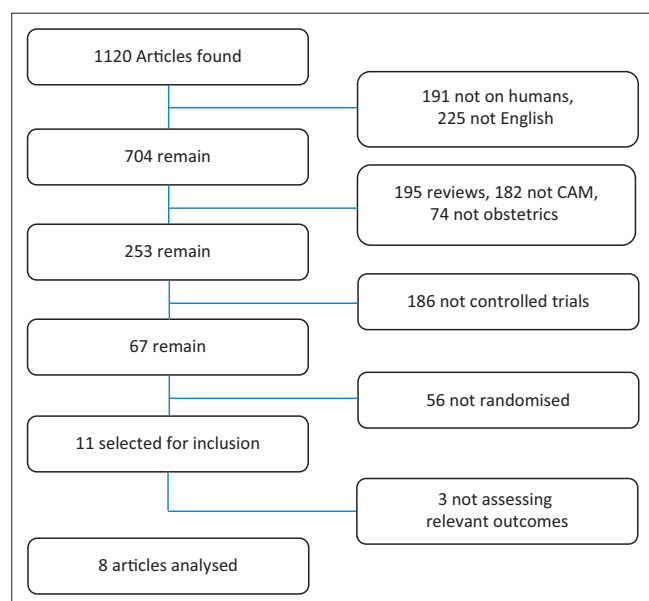 1120 Articles found
191 not on humans,
225 not English
704 remain
195 reviews, 182 not CAM,
74 not obstetrics
253 remain
186 not controlled trials
67 remain
56 not randomised
11 selected for inclusion
3 not assessing
relevant outcomes
8 articles analysed